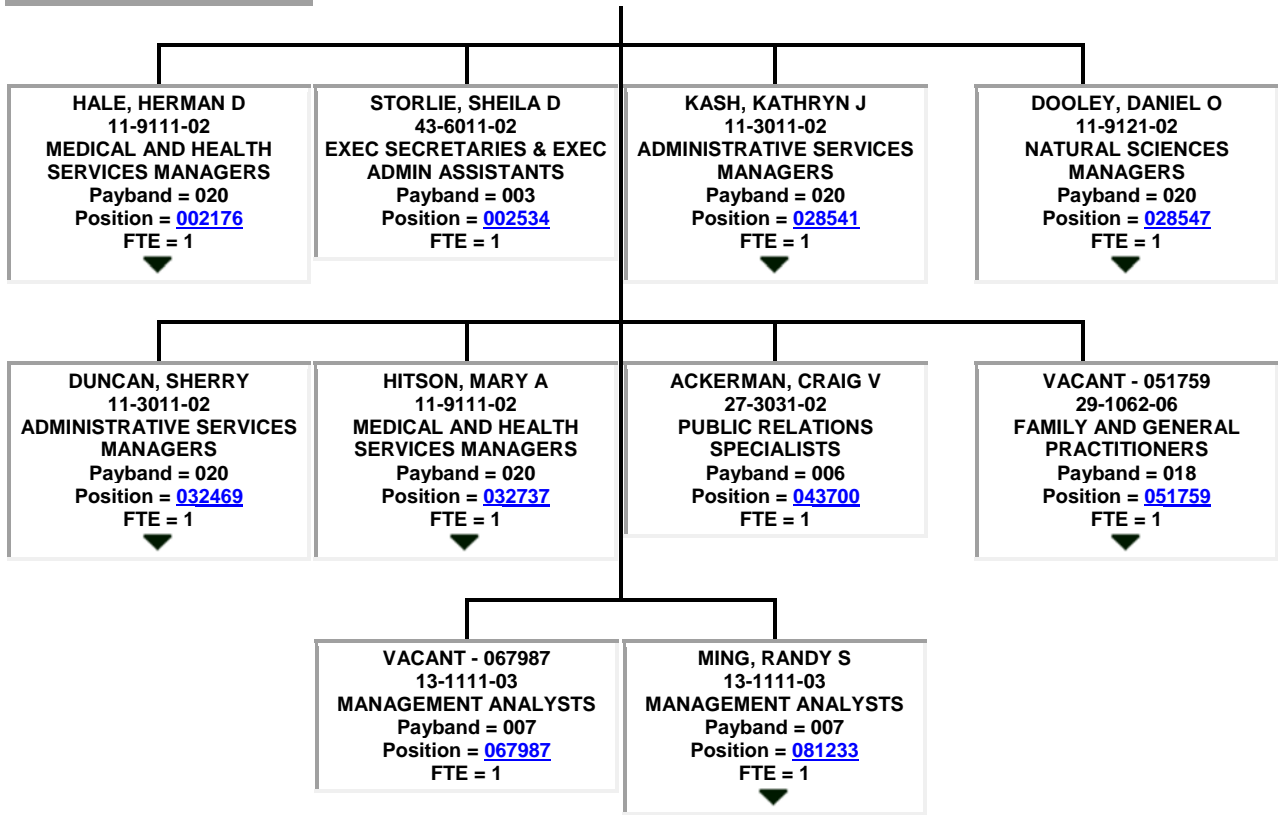 HALE, HERMAN D
11-9111-02
MEDICAL AND HEALTH
SERVICES MANAGERS
Payband = 020
Position = 002176
FTE = 1
STORLIE, SHEILA D
43-6011-02
EXEC SECRETARIES & EXEC
ADMIN ASSISTANTS
Payband = 003
Position = 002534
FTE = 1
KASH, KATHRYN J
11-3011-02
ADMINISTRATIVE SERVICES
MANAGERS
Payband = 020
Position = 028541
FTE = 1
DOOLEY, DANIEL O
11-9121-02
NATURAL SCIENCES
MANAGERS
Payband = 020
Position = 028547
FTE = 1
DUNCAN, SHERRY
11-3011-02
ADMINISTRATIVE SERVICES
MANAGERS
Payband = 020
Position = 032469
FTE = 1
HITSON, MARY A
11-9111-02
MEDICAL AND HEALTH
SERVICES MANAGERS
Payband = 020
Position = 032737
FTE = 1
ACKERMAN, CRAIG V
27-3031-02
PUBLIC RELATIONS
SPECIALISTS
Payband = 006
Position = 043700
FTE = 1
VACANT - 051759
29-1062-06
FAMILY AND GENERAL
PRACTITIONERS
Payband = 018
Position = 051759
FTE = 1
VACANT - 067987
13-1111-03
MANAGEMENT ANALYSTS
Payband = 007
Position = 067987
FTE = 1
MING, RANDY S
13-1111-03
MANAGEMENT ANALYSTS
Payband = 007
Position = 081233
FTE = 1